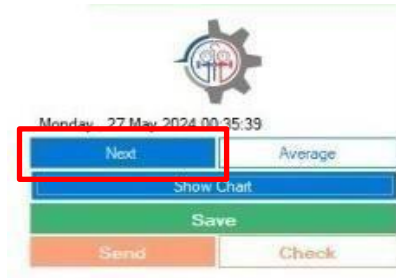 Monday 27 May 2024 00:35:39
Next Average
Show Chart
Save
Send Check